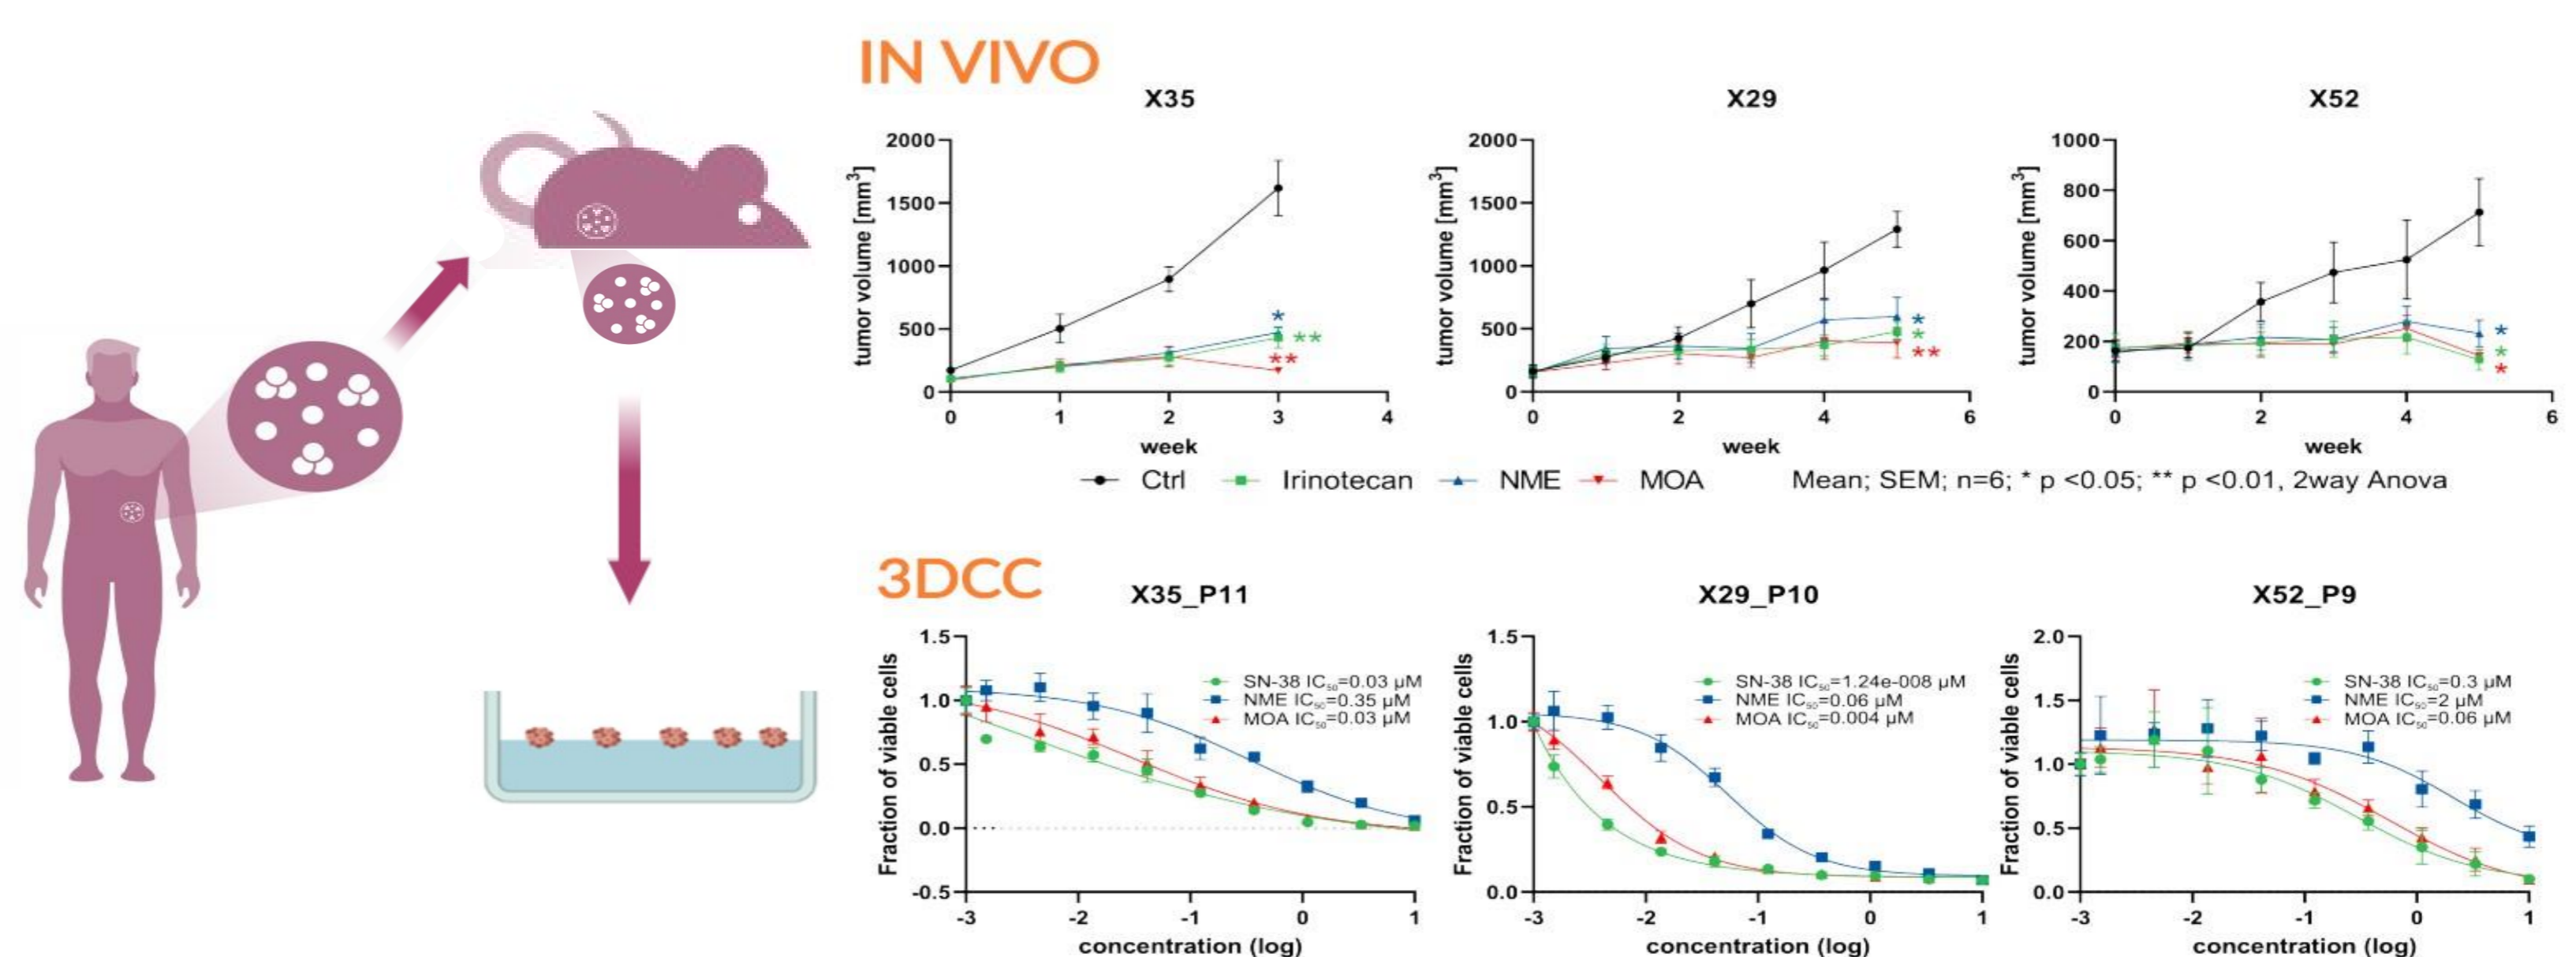 IN VIVO
X35
2000
1500
1000
500
0
tumor volume [mm³]
0 1 2 3 4
week
*
**
**
X29
2000
1500
1000
500
0
tumor volume [mm³]
0 2 4 6
week
*
*
**
X52
1000
800
600
400
200
0
tumor volume [mm³]
0 2 4 6
week
*
*
*
Ctrl Irinotecan NME MOA Mean; SEM; n=6; * p <0.05; ** p <0.01, 2way Anova
3DCC
X35_P11
1.5
1.0
0.5
0.0
-0.5
Fraction of viable cells
SN-38 IC₅₀=0.03 µM
NME IC₅₀=0.35 µM
MOA IC₅₀=0.03 µM
-3 -2 -1 0 1
concentration (log)
X29_P10
1.5
1.0
0.5
0.0
Fraction of viable cells
SN-38 IC₅₀=1.24e-008 µM
NME IC₅₀=0.06 µM
MOA IC₅₀=0.004 µM
-3 -2 -1 0 1
concentration (log)
X52_P9
2.0
1.5
1.0
0.5
0.0
Fraction of viable cells
SN-38 IC₅₀=0.3 µM
NME IC₅₀=2 µM
MOA IC₅₀=0.06 µM
-3 -2 -1 0 1
concentration (log)